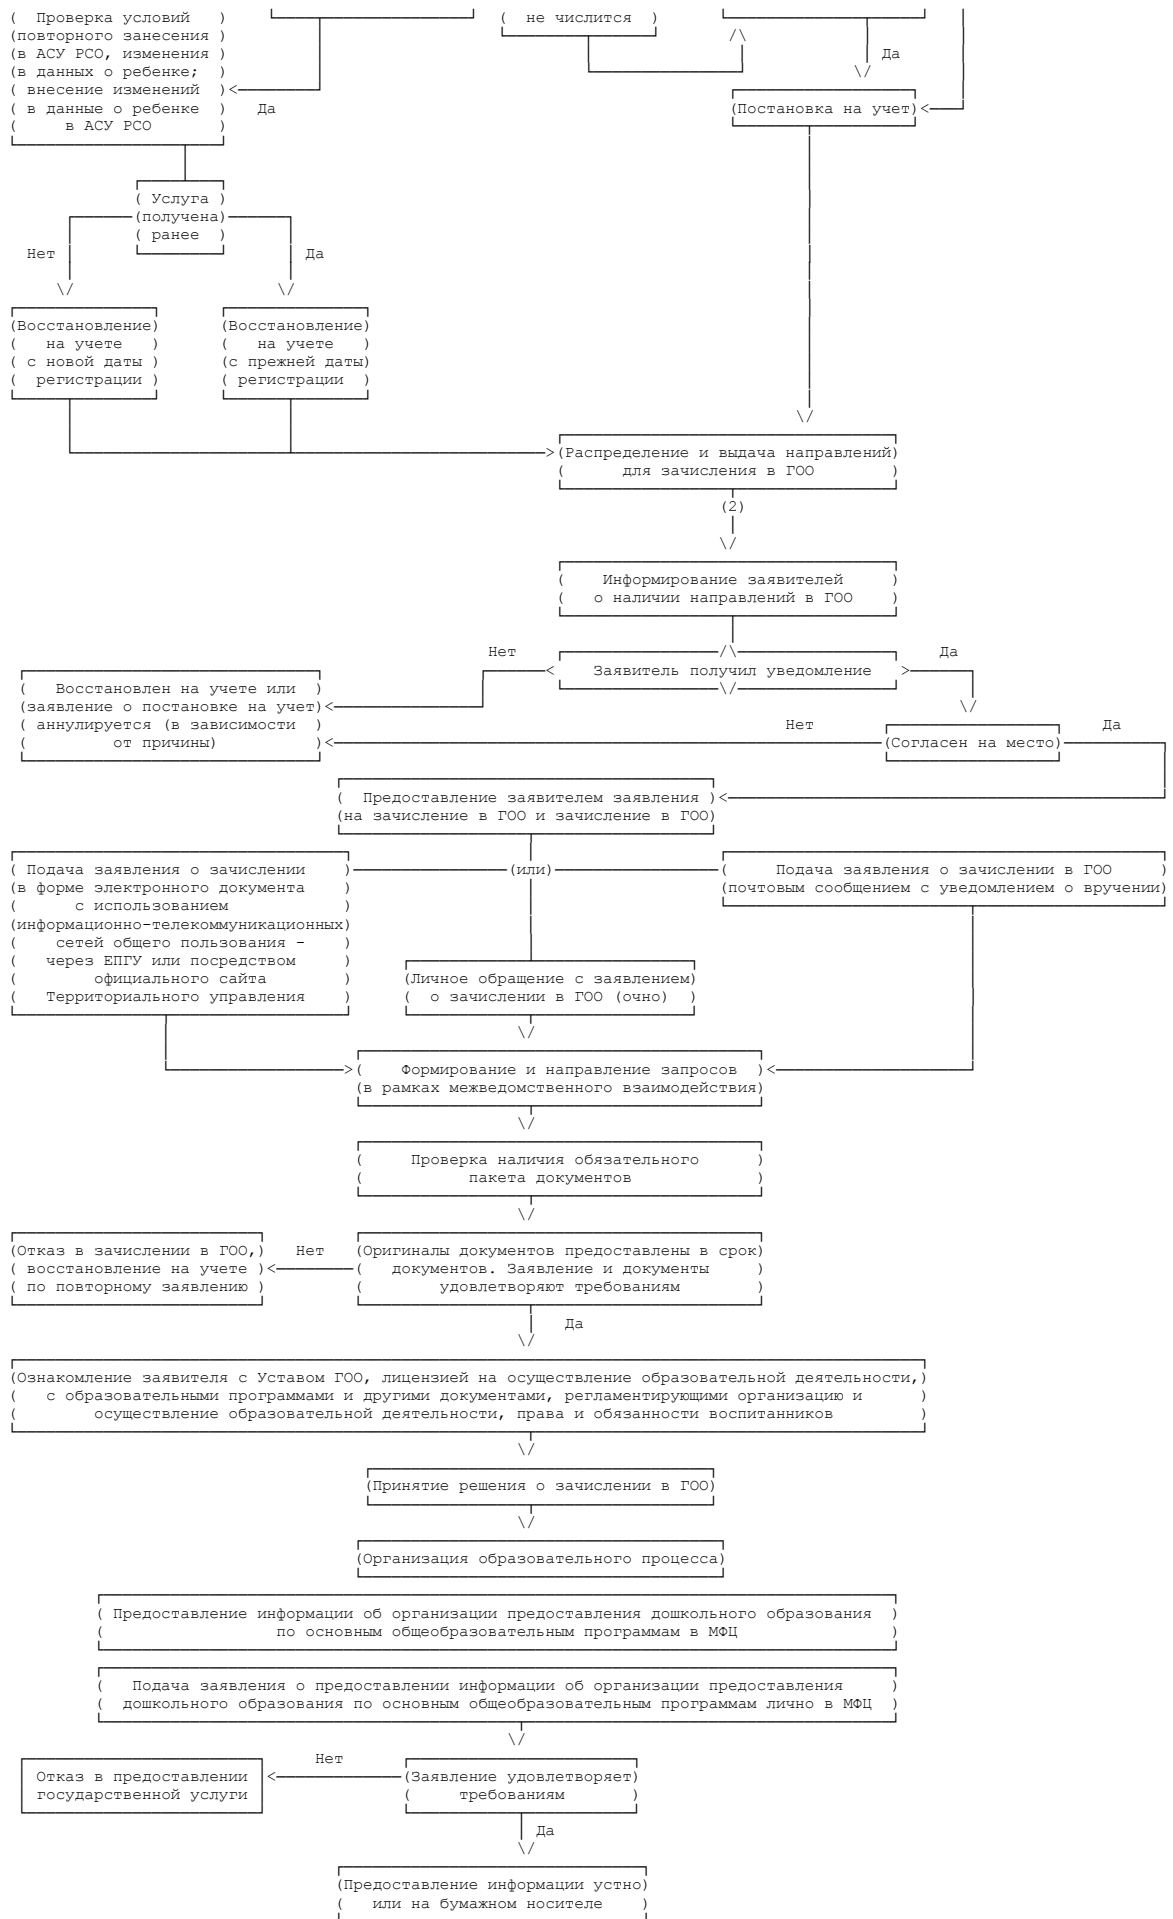 Проверка условий
повторного занесения
в АСУ РСО, изменения
в данных о ребенке;
внесение изменений
в данные о ребенке
в АСУ РСО
не числится
Да
Да
(Постановка на учет)
( Услуга )
(получена)
( ранее )
Нет
Да
(Восстановление)
( на учете )
( с новой даты )
( регистрации )
(Восстановление)
( на учете )
(с прежней даты)
( регистрации )
(Распределение и выдача направлений)
( для зачисления в ГОО )
(2)
( Информирование заявителей )
( о наличии направлений в ГОО )
Нет
Да
Заявитель получил уведомление
( Восстановлен на учете или )
(заявление о постановке на учет)
( аннулируется (в зависимости )
( от причины) )
Нет
Да
(Согласен на место)
( Предоставление заявителем заявления )
(на зачисление в ГОО и зачисление в ГОО)
( Подача заявления о зачислении )
(в форме электронного документа )
( с использованием )
(информационно-телекоммуникационных)
( сетей общего пользования - )
( через ЕПГУ или посредством )
( официального сайта )
( Территориального управления )
(или)
( Подача заявления о зачислении в ГОО )
(почтовым сообщением с уведомлением о вручении)
(Личное обращение с заявлением)
( о зачислении в ГОО (очно) )
( Формирование и направление запросов )
(в рамках межведомственного взаимодействия)
( Проверка наличия обязательного )
( пакета документов )
(Отказ в зачислении в ГОО,)
( восстановление на учете )
( по повторному заявлению )
Нет
(Оригиналы документов предоставлены в срок)
( документов. Заявление и документы )
( удовлетворяют требованиям )
Да
(Ознакомление заявителя с Уставом ГОО, лицензией на осуществление образовательной деятельности,)
( с образовательными программами и другими документами, регламентирующими организацию и )
( осуществление образовательной деятельности, права и обязанности воспитанников )
(Принятие решения о зачислении в ГОО)
(Организация образовательного процесса)
( Предоставление информации об организации предоставления дошкольного образования )
( по основным общеобразовательным программам в МФЦ )
( Подача заявления о предоставлении информации об организации предоставления )
( дошкольного образования по основным общеобразовательным программам лично в МФЦ )
Нет
Отказ в предоставлении
государственной услуги
(Заявление удовлетворяет)
( требованиям )
Да
(Предоставление информации устно)
( или на бумажном носителе )